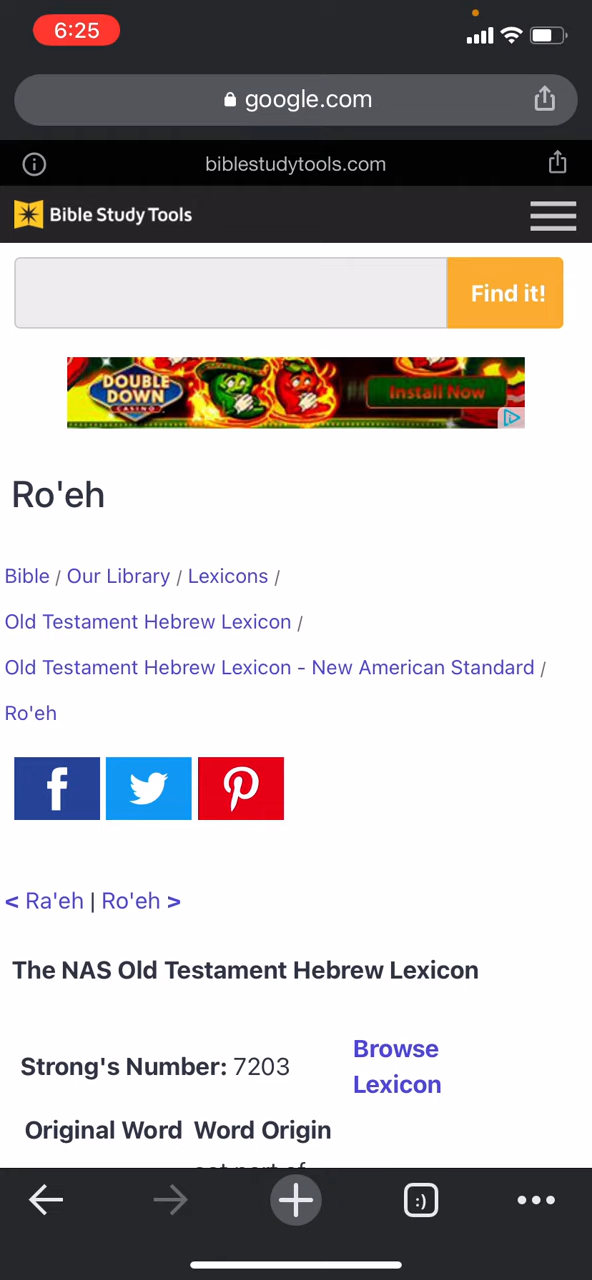 6:25
google.com
biblestudytools.com
Bible Study Tools
Find it!
DOUBLE
DOWN
CASINO
Install Now
Ro'eh
Bible / Our Library / Lexicons /
Old Testament Hebrew Lexicon /
Old Testament Hebrew Lexicon - New American Standard /
Ro'eh
< Ra'eh | Ro'eh >
The NAS Old Testament Hebrew Lexicon
Strong's Number: 7203
Browse
Lexicon
Original Word Word Origin
:)